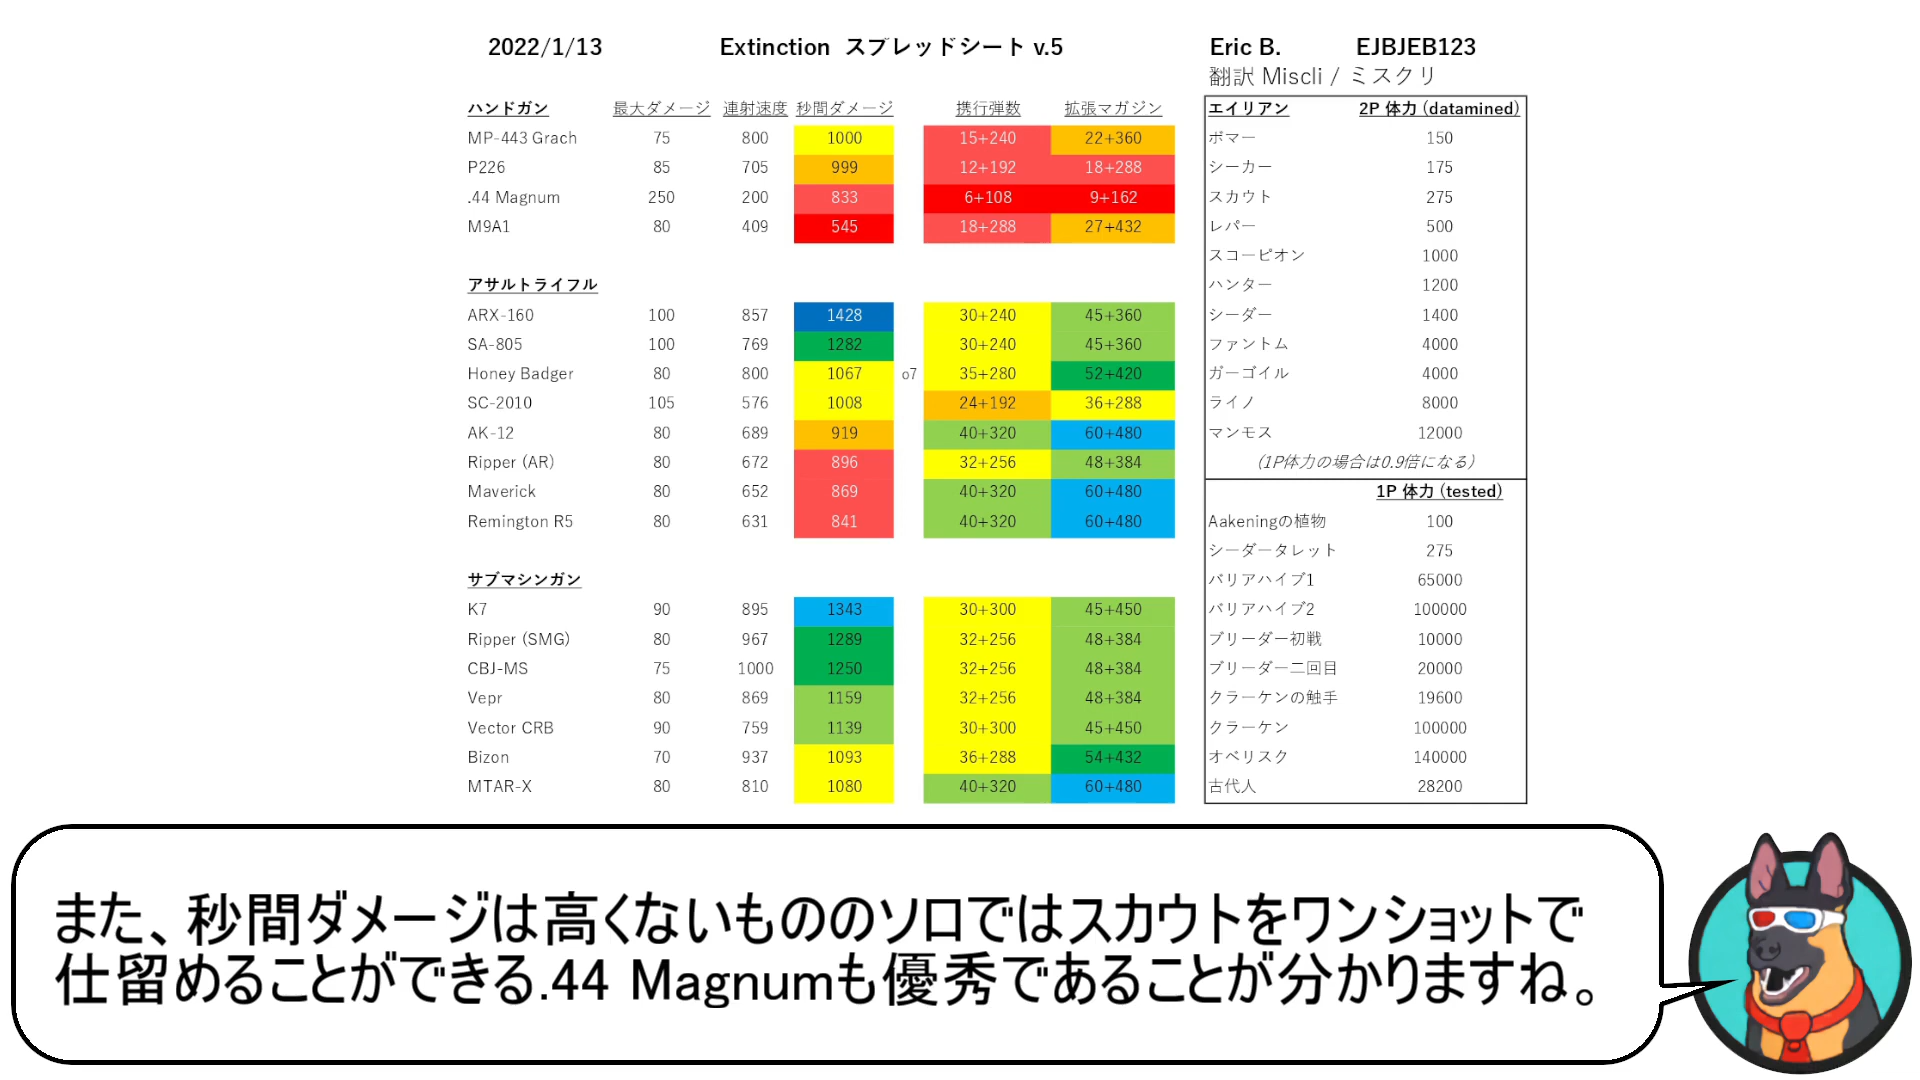 2022/1/13 Extinction スプレッドシート v.5 Eric B. EJBJEB123
翻訳 Miscli / ミスクリ
ハンドガン 最大ダメージ 連射速度 秒間ダメージ 携行弾数 拡張マガジン
MP-443 Grach 75 800 1000 15+240 22+360
P226 85 705 999 12+192 18+288
.44 Magnum 250 200 833 6+108 9+162
M9A1 80 409 545 18+288 27+432
アサルトライフル
ARX-160 100 857 1428 30+240 45+360
SA-805 100 769 1282 30+240 45+360
Honey Badger 80 800 1067 o7 35+280 52+420
SC-2010 105 576 1008 24+192 36+288
AK-12 80 689 919 40+320 60+480
Ripper (AR) 80 672 896 32+256 48+384
Maverick 80 652 869 40+320 60+480
Remington R5 80 631 841 40+320 60+480
サブマシンガン
K7 90 895 1343 30+300 45+450
Ripper (SMG) 80 967 1289 32+256 48+384
CBJ-MS 75 1000 1250 32+256 48+384
Vepr 80 869 1159 32+256 48+384
Vector CRB 90 759 1139 30+300 45+450
Bizon 70 937 1093 36+288 54+432
MTAR-X 80 810 1080 40+320 60+480
エイリアン 2P 体力 (datamined)
ボマー 150
シーカー 175
スカウト 275
レパー 500
スコーピオン 1000
ハンター 1200
シーダー 1400
ファントム 4000
ガーゴイル 4000
ライノ 8000
マンモス 12000
(1P体力の場合は0.9倍になる)
1P 体力 (tested)
Aakeningの植物 100
シーダータレット 275
バリアハイブ1 65000
バリアハイブ2 100000
ブリーダー初戦 10000
ブリーダー二回目 20000
クラーケンの触手 19600
クラーケン 100000
オベリスク 140000
古代人 28200
また、秒間ダメージは高くないもののソロではスカウトをワンショットで
仕留めることができる.44 Magnumも優秀であることが分かりますね。